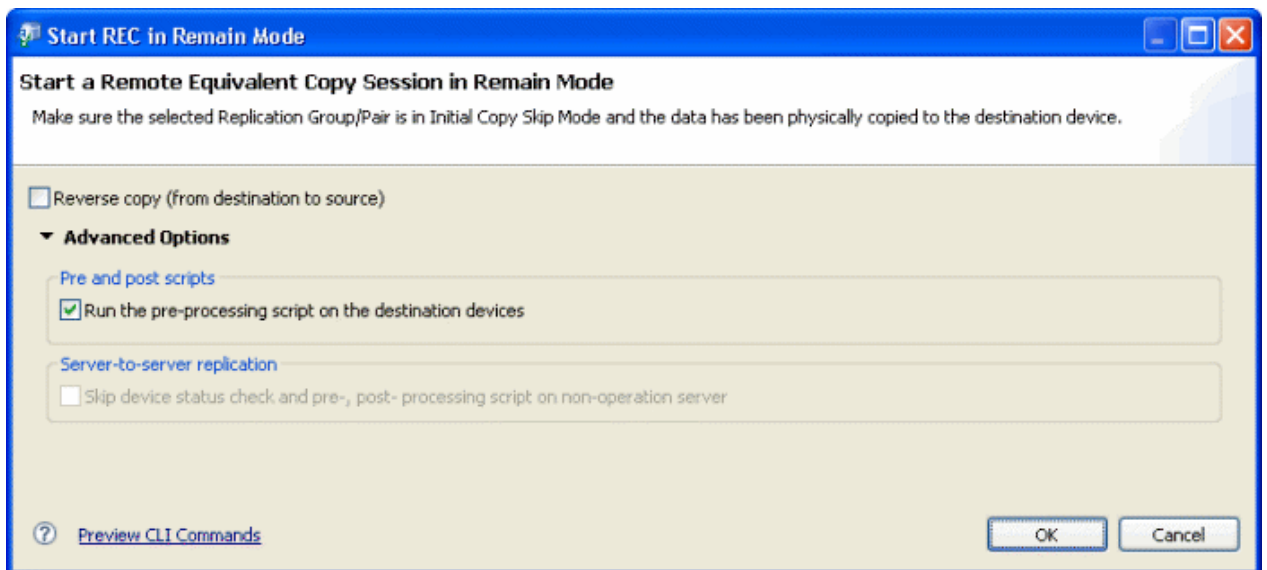 Start REC in Remain Mode
Start a Remote Equivalent Copy Session in Remain Mode
Make sure the selected Replication Group/Pair is in Initial Copy Skip Mode and the data has been physically copied to the destination device.
Reverse copy (from destination to source)
Advanced Options
Pre and post scripts
Run the pre-processing script on the destination devices
Server-to-server replication
Skip device status check and pre-, post- processing script on non-operation server
? Preview CLI Commands OK Cancel